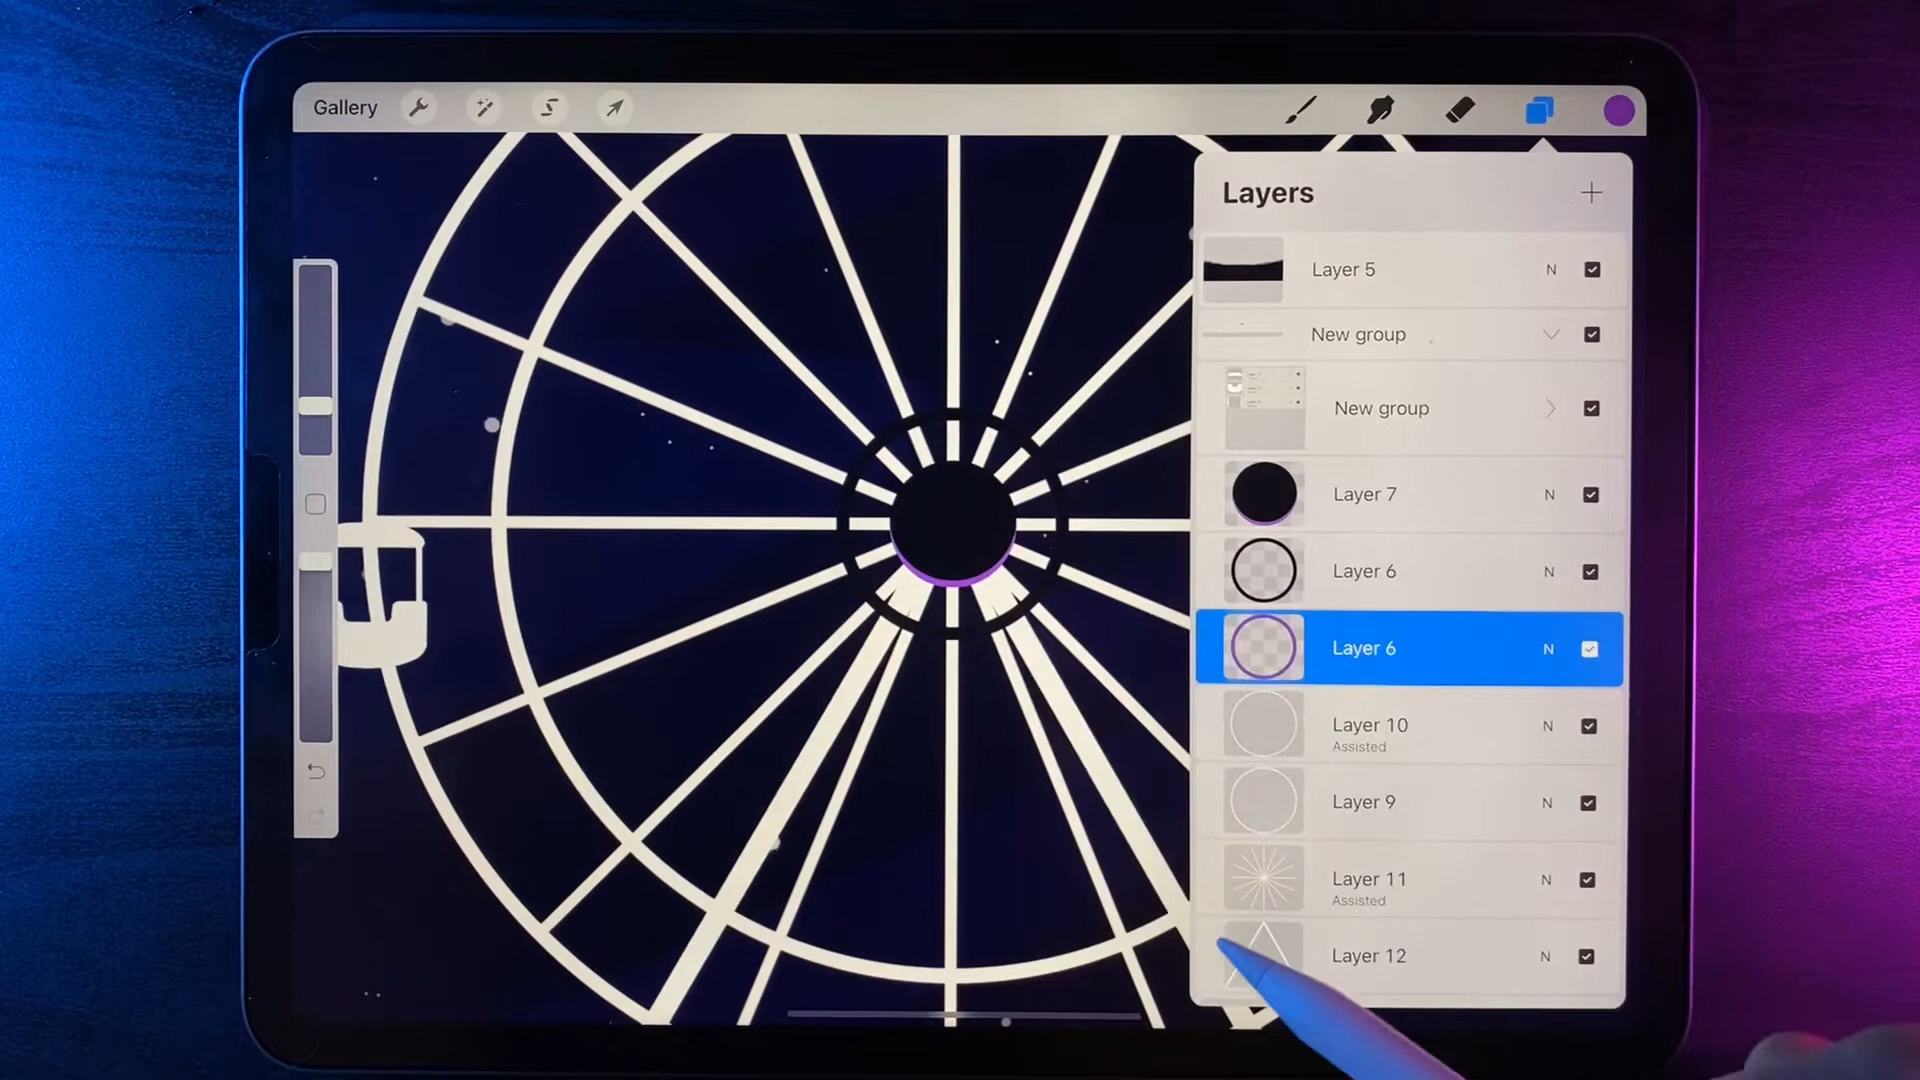 Gallery
Layers
Layer 5 N
New group
New group
Layer 7 N
Layer 6 N
Layer 6 N
Layer 10 N
Assisted
Layer 9 N
Layer 11 N
Assisted
Layer 12 N